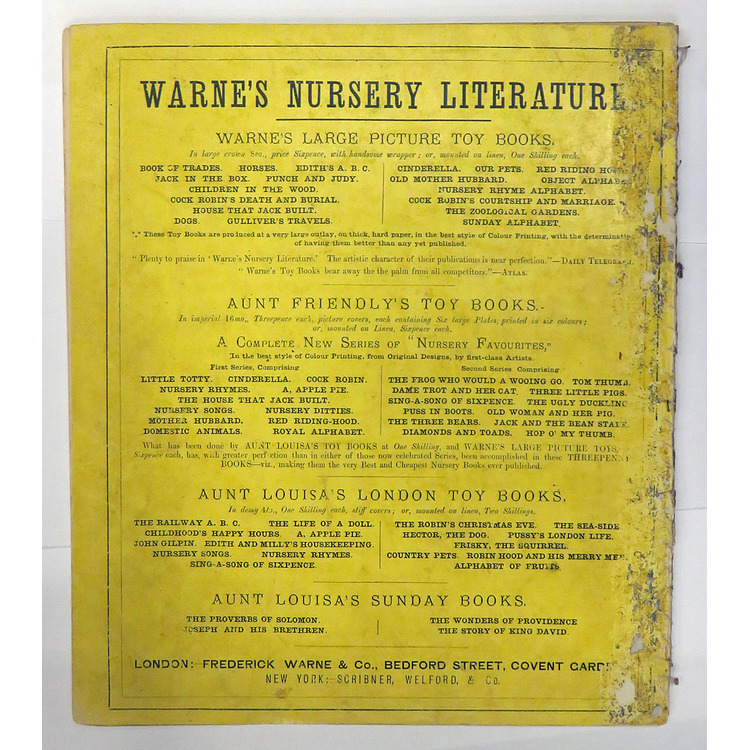 WARNE'S NURSERY LITERATURE
WARNE'S LARGE PICTURE TOY BOOKS.
In large crown 8vo., price Sixpence, with handsome wrapper; or, mounted on linen, One Shilling each.
BOOK OF TRADES. HORSES. EDITH'S A. B. C.
JACK IN THE BOX. PUNCH AND JUDY.
CHILDREN IN THE WOOD.
COCK ROBIN'S DEATH AND BURIAL.
HOUSE THAT JACK BUILT.
DOGS. GULLIVER'S TRAVELS.
CINDERELLA. OUR PETS. RED RIDING HOO
OLD MOTHER HUBBARD. OBJECT ALPHAB
NURSERY RHYME ALPHABET.
COCK ROBIN'S COURTSHIP AND MARRIAGE.
THE ZOOLOGICAL GARDENS.
SUNDAY ALPHABET.
*** These Toy Books are produced at a very large outlay, on thick, hard paper, in the best style of Colour Printing, with the determinatio
of having them better than any yet published.
"Plenty to praise in 'Warne's Nursery Literature.' The artistic character of their publications is near perfection."—DAILY TELEGRAPH.
"Warne's Toy Books bear away the the palm from all competitors."—ATLAS.
AUNT FRIENDLY'S TOY BOOKS.
In imperial 16mo., Threepence each, picture covers, each containing Six large Plates, printed in six colours;
or, mounted on Linen, Sixpence each.
A COMPLETE NEW SERIES OF "NURSERY FAVOURITES,"
In the best style of Colour Printing, from Original Designs, by first-class Artists.
First Series, Comprising
LITTLE TOTTY. CINDERELLA. COCK ROBIN.
NURSERY RHYMES. A, APPLE PIE.
THE HOUSE THAT JACK BUILT.
NURSERY SONGS. NURSERY DITTIES.
MOTHER HUBBARD. RED RIDING-HOOD.
DOMESTIC ANIMALS. ROYAL ALPHABET.
Second Series Comprising
THE FROG WHO WOULD A WOOING GO. TOM THUMB.
DAME TROT AND HER CAT. THREE LITTLE PIGS.
SING-A-SONG OF SIXPENCE. THE UGLY DUCKLING
PUSS IN BOOTS. OLD WOMAN AND HER PIG.
THE THREE BEARS. JACK AND THE BEAN STALK.
DIAMONDS AND TOADS. HOP O' MY THUMB.
What has been done by AUNT LOUISA'S TOY BOOKS at One Shilling, and WARNE'S LARGE PICTURE TOYS,
Sixpence each, has, with greater perfection than in either of those now celebrated Series, been accomplished in these THREEPENNY
BOOKS—viz., making them the very Best and Cheapest Nursery Books ever published.
AUNT LOUISA'S LONDON TOY BOOKS.
In demy 4to., One Shilling each, stiff covers; or, mounted on linen, Two Shillings.
THE RAILWAY A. B. C. THE LIFE OF A DOLL.
CHILDHOOD'S HAPPY HOURS. A, APPLE PIE.
JOHN GILPIN. EDITH AND MILLY'S HOUSEKEEPING.
NURSERY SONGS. NURSERY RHYMES.
SING-A-SONG OF SIXPENCE.
THE ROBIN'S CHRISTMAS EVE. THE SEA-SIDE.
HECTOR, THE DOG. PUSSY'S LONDON LIFE.
FRISKY, THE SQUIRREL.
COUNTRY PETS. ROBIN HOOD AND HIS MERRY MEN.
ALPHABET OF FRUITS.
AUNT LOUISA'S SUNDAY BOOKS.
THE PROVERBS OF SOLOMON.
JOSEPH AND HIS BRETHREN.
THE WONDERS OF PROVIDENCE
THE STORY OF KING DAVID.
LONDON: FREDERICK WARNE & Co., BEDFORD STREET, COVENT GARDE
NEW YORK: SCRIBNER, WELFORD, & Co.